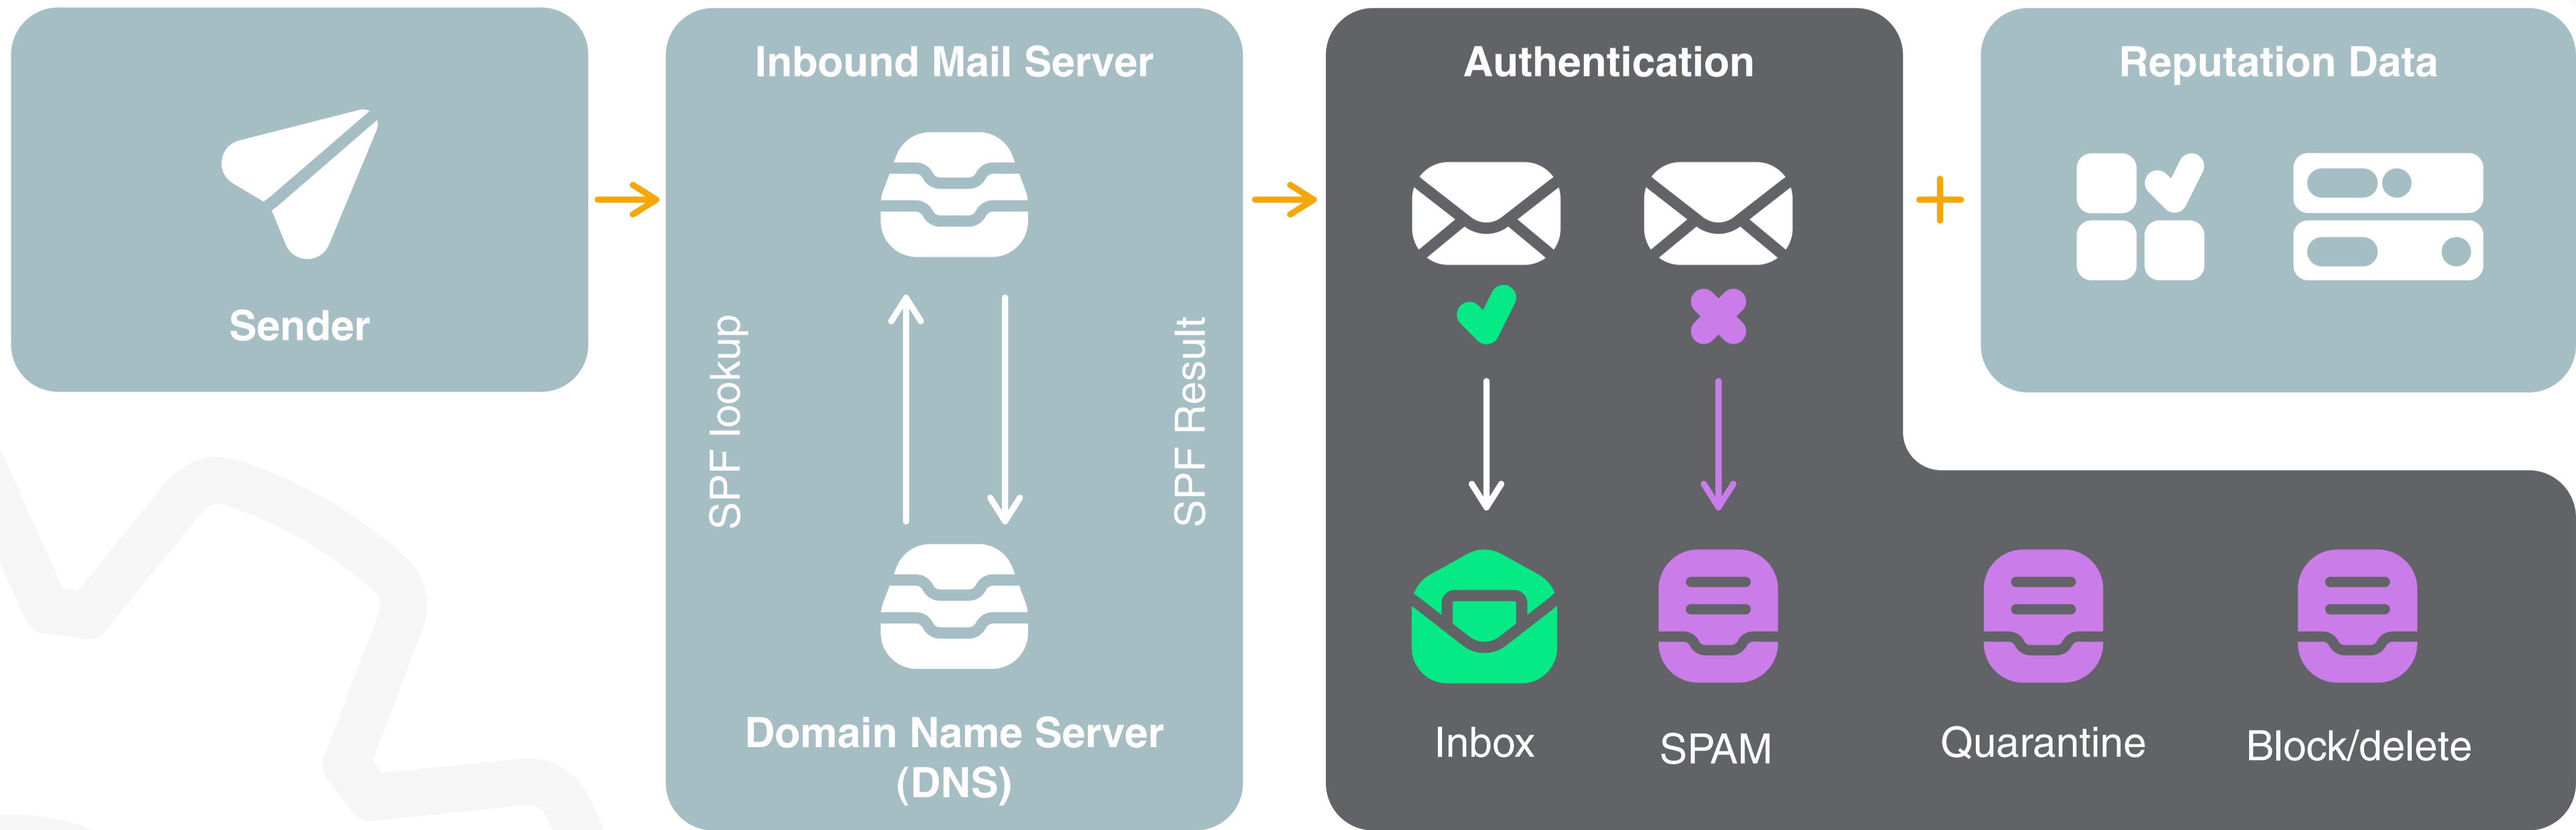 Sender
Inbound Mail Server
SPF lookup
SPF Result
Domain Name Server
(DNS)
Authentication
Reputation Data
Inbox
SPAM
Quarantine
Block/delete